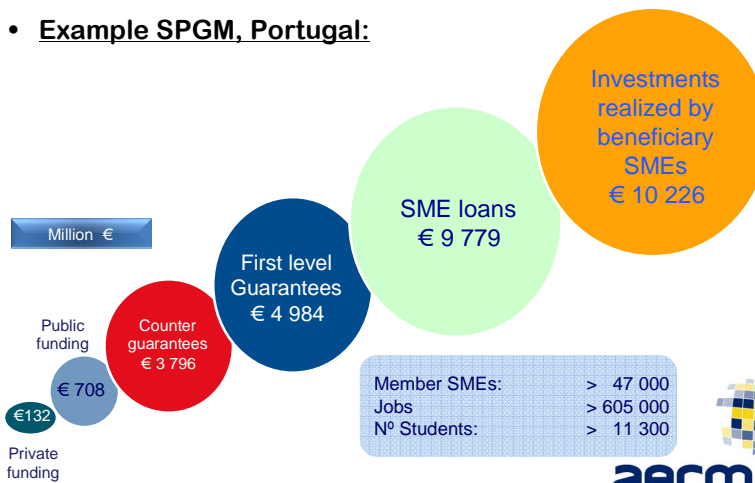 • Example SPGM, Portugal:
Investments
realized by
beneficiary
SMEs
€ 10 226
SME loans
€ 9 779
Million €
First level
Guarantees
€ 4 984
Counter
guarantees
€ 3 796
Public
funding
€ 708
€132
Private
funding
Member SMEs: > 47 000
Jobs > 605 000
Nº Students: > 11 300